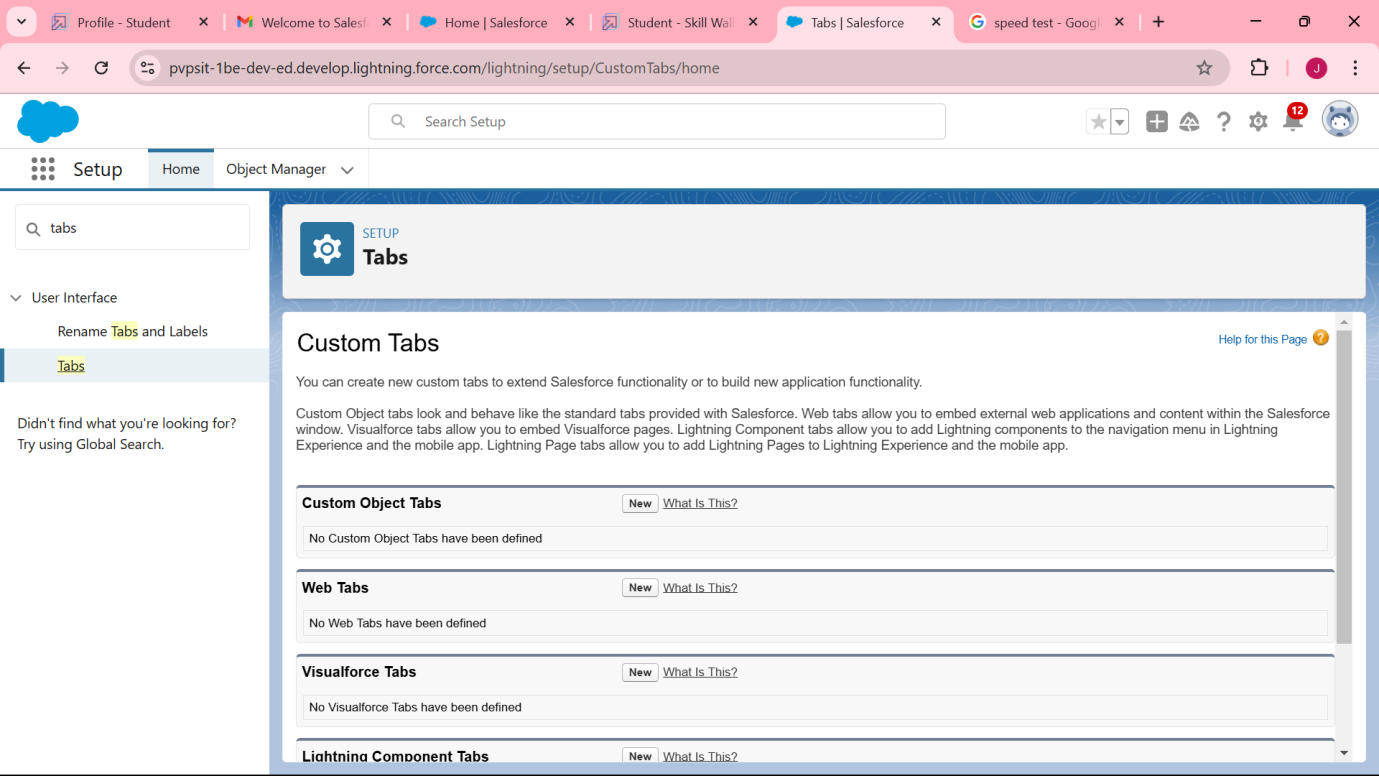 Profile - Student
Welcome to Salesf
Home | Salesforce
Student - Skill Wall
Tabs | Salesforce
speed test - Googl
pvpsit-1be-dev-ed.develop.lightning.force.com/lightning/setup/CustomTabs/home
J
Search Setup
12
Setup
Home
Object Manager
tabs
User Interface
Rename Tabs and Labels
Tabs
Didn't find what you're looking for?
Try using Global Search.
SETUP
Tabs
Custom Tabs
Help for this Page ?
You can create new custom tabs to extend Salesforce functionality or to build new application functionality.
Custom Object tabs look and behave like the standard tabs provided with Salesforce. Web tabs allow you to embed external web applications and content within the Salesforce
window. Visualforce tabs allow you to embed Visualforce pages. Lightning Component tabs allow you to add Lightning components to the navigation menu in Lightning
Experience and the mobile app. Lightning Page tabs allow you to add Lightning Pages to Lightning Experience and the mobile app.
Custom Object Tabs New What Is This?
No Custom Object Tabs have been defined
Web Tabs New What Is This?
No Web Tabs have been defined
Visualforce Tabs New What Is This?
No Visualforce Tabs have been defined
Lightning Component Tabs New What Is This?